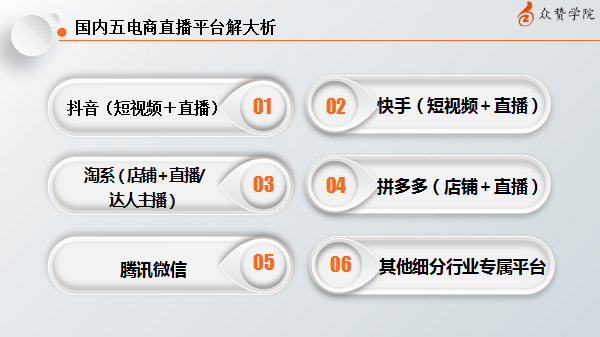 国内五电商直播平台解大析
众赞学院
抖音（短视频＋直播）
01
02
快手（短视频＋直播）
淘系（店铺＋直播/
达人主播）
03
04
拼多多（店铺＋直播）
腾讯微信
05
06
其他细分行业专属平台